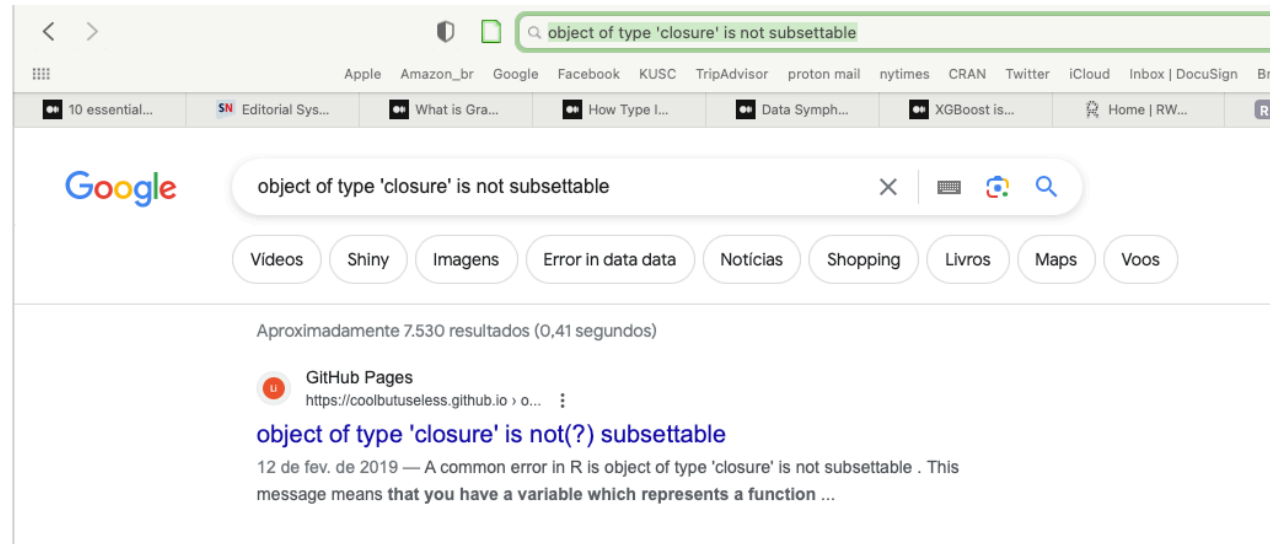 object of type 'closure' is not subsettable
Apple Amazon_br Google Facebook KUSC TripAdvisor proton mail nytimes CRAN Twitter iCloud Inbox | DocuSign Br
10 essential... SN Editorial Sys... What is Gra... How Type I... Data Symph... XGBoost is... Home | RW... R
Google object of type 'closure' is not subsettable
Vídeos Shiny Imagens Error in data data Notícias Shopping Livros Maps Voos
Aproximadamente 7.530 resultados (0,41 segundos)
GitHub Pages
U https://coolbutuseless.github.io › o...
object of type 'closure' is not(?) subsettable
12 de fev. de 2019 — A common error in R is object of type 'closure' is not subsettable . This
message means that you have a variable which represents a function ...